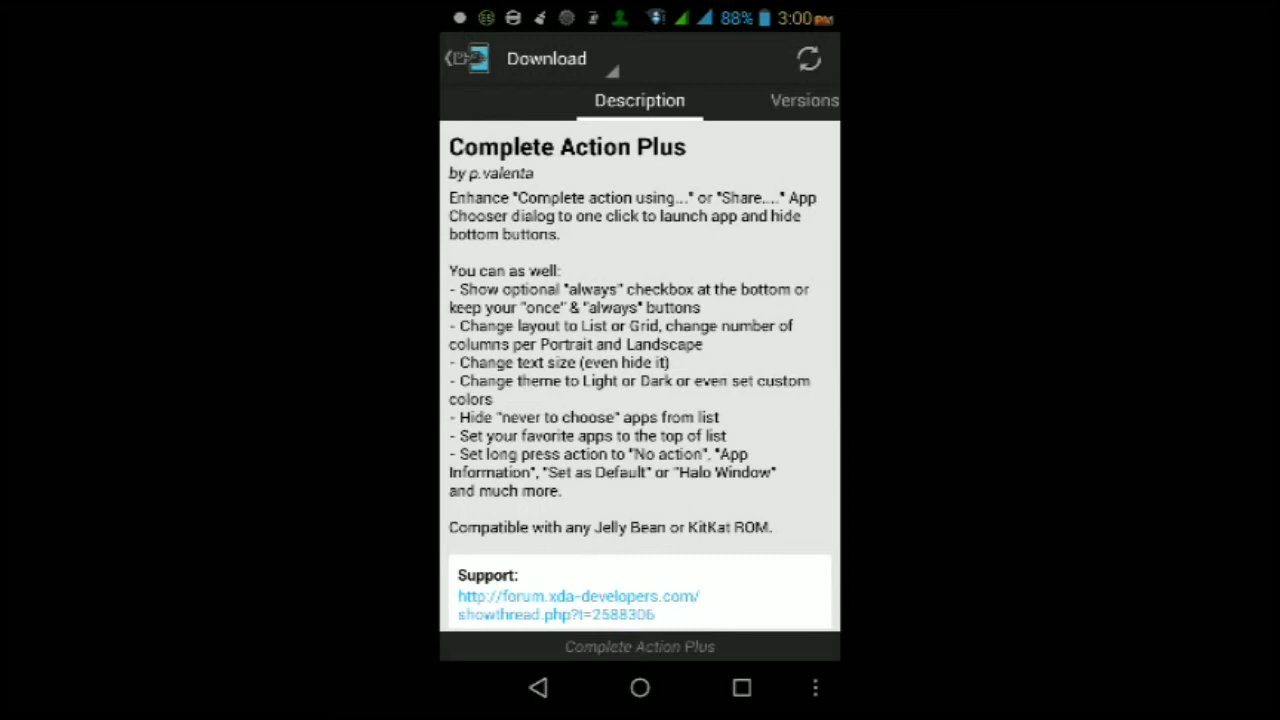 88% 3:00 PM
Download
Description Versions
Complete Action Plus
by p.valenta
Enhance "Complete action using..." or "Share...." App
Chooser dialog to one click to launch app and hide
bottom buttons.
You can as well:
- Show optional "always" checkbox at the bottom or
keep your "once" & "always" buttons
- Change layout to List or Grid, change number of
columns per Portrait and Landscape
- Change text size (even hide it)
- Change theme to Light or Dark or even set custom
colors
- Hide "never to choose" apps from list
- Set your favorite apps to the top of list
- Set long press action to "No action", "App
Information", "Set as Default" or "Halo Window"
and much more.
Compatible with any Jelly Bean or KitKat ROM.
Support:
http://forum.xda-developers.com/
showthread.php?t=2588306
Complete Action Plus